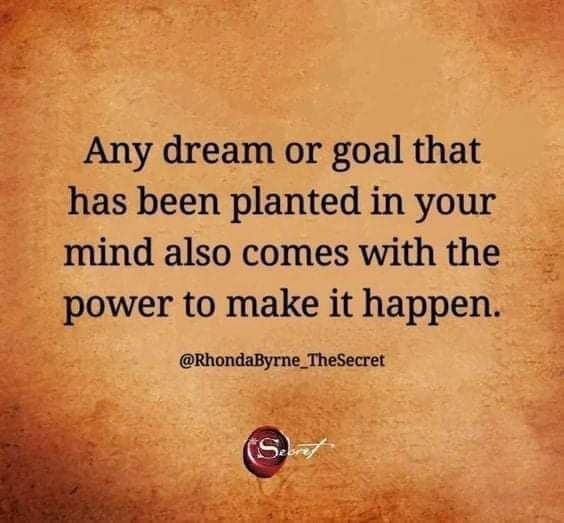 Any dream or goal that
has been planted in your
mind also comes with the
power to make it happen.
@RhondaByrne_TheSecret
Secret